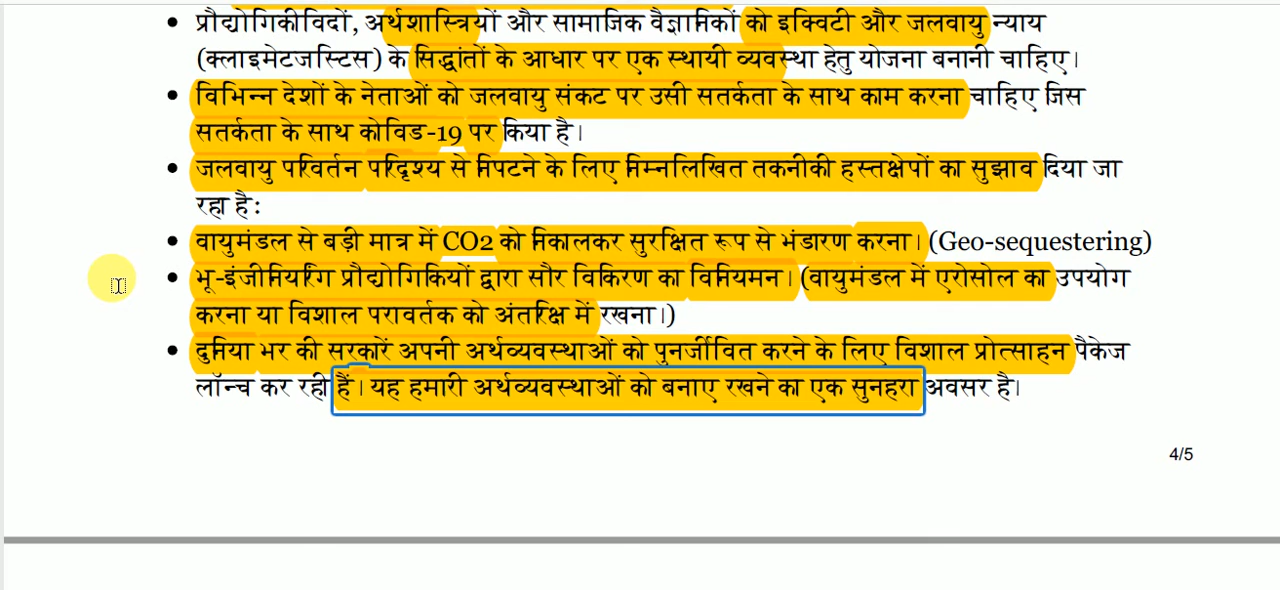 प्रौद्योगिकीविदों, अर्थशास्त्रियों और सामाजिक वैज्ञानिकों को इक्विटी और जलवायु न्याय
(क्लाइमेटजस्टिस) के सिद्धांतों के आधार पर एक स्थायी व्यवस्था हेतु योजना बनानी चाहिए।
विभिन्न देशों के नेताओं को जलवायु संकट पर उसी सतर्कता के साथ काम करना चाहिए जिस
सतर्कता के साथ कोविड-19 पर किया है।
जलवायु परिवर्तन परिदृश्य से निपटने के लिए निम्नलिखित तकनीकी हस्तक्षेपों का सुझाव दिया जा
रहा है:
वायुमंडल से बड़ी मात्र में CO2 को निकालकर सुरक्षित रूप से भंडारण करना। (Geo-sequestering)
भू-इंजीनियरिंग प्रौद्योगिकियों द्वारा सौर विकिरण का विनियमन। (वायुमंडल में एरोसोल का उपयोग
करना या विशाल परावर्तक को अंतरिक्ष में रखना।)
दुनिया भर की सरकारें अपनी अर्थव्यवस्थाओं को पुनर्जीवित करने के लिए विशाल प्रोत्साहन पैकेज
लॉन्च कर रही हैं। यह हमारी अर्थव्यवस्थाओं को बनाए रखने का एक सुनहरा अवसर है।
4/5